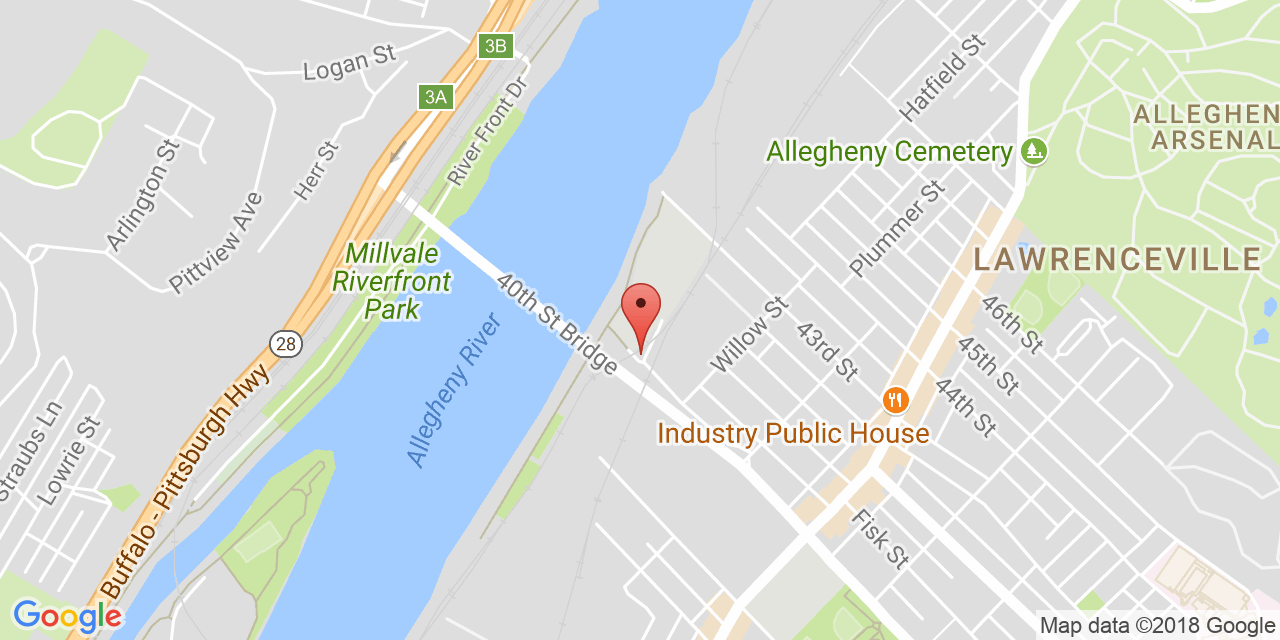 3B
Logan St
3A
Hatfield St
River Front Dr
ALLEGHEN
ARSENAL
Allegheny Cemetery
Herr St
Arlington St
Pittview Ave
Plummer St
Millvale
Riverfront
Park
LAWRENCEVILLE
40th St Bridge
46th St
28
Willow St
43rd St
45th St
Allegheny River
44th St
Straubs Ln
Lowrie St
Buffalo - Pittsburgh Hwy
Industry Public House
Fisk St
Google
Map data ©2018 Google